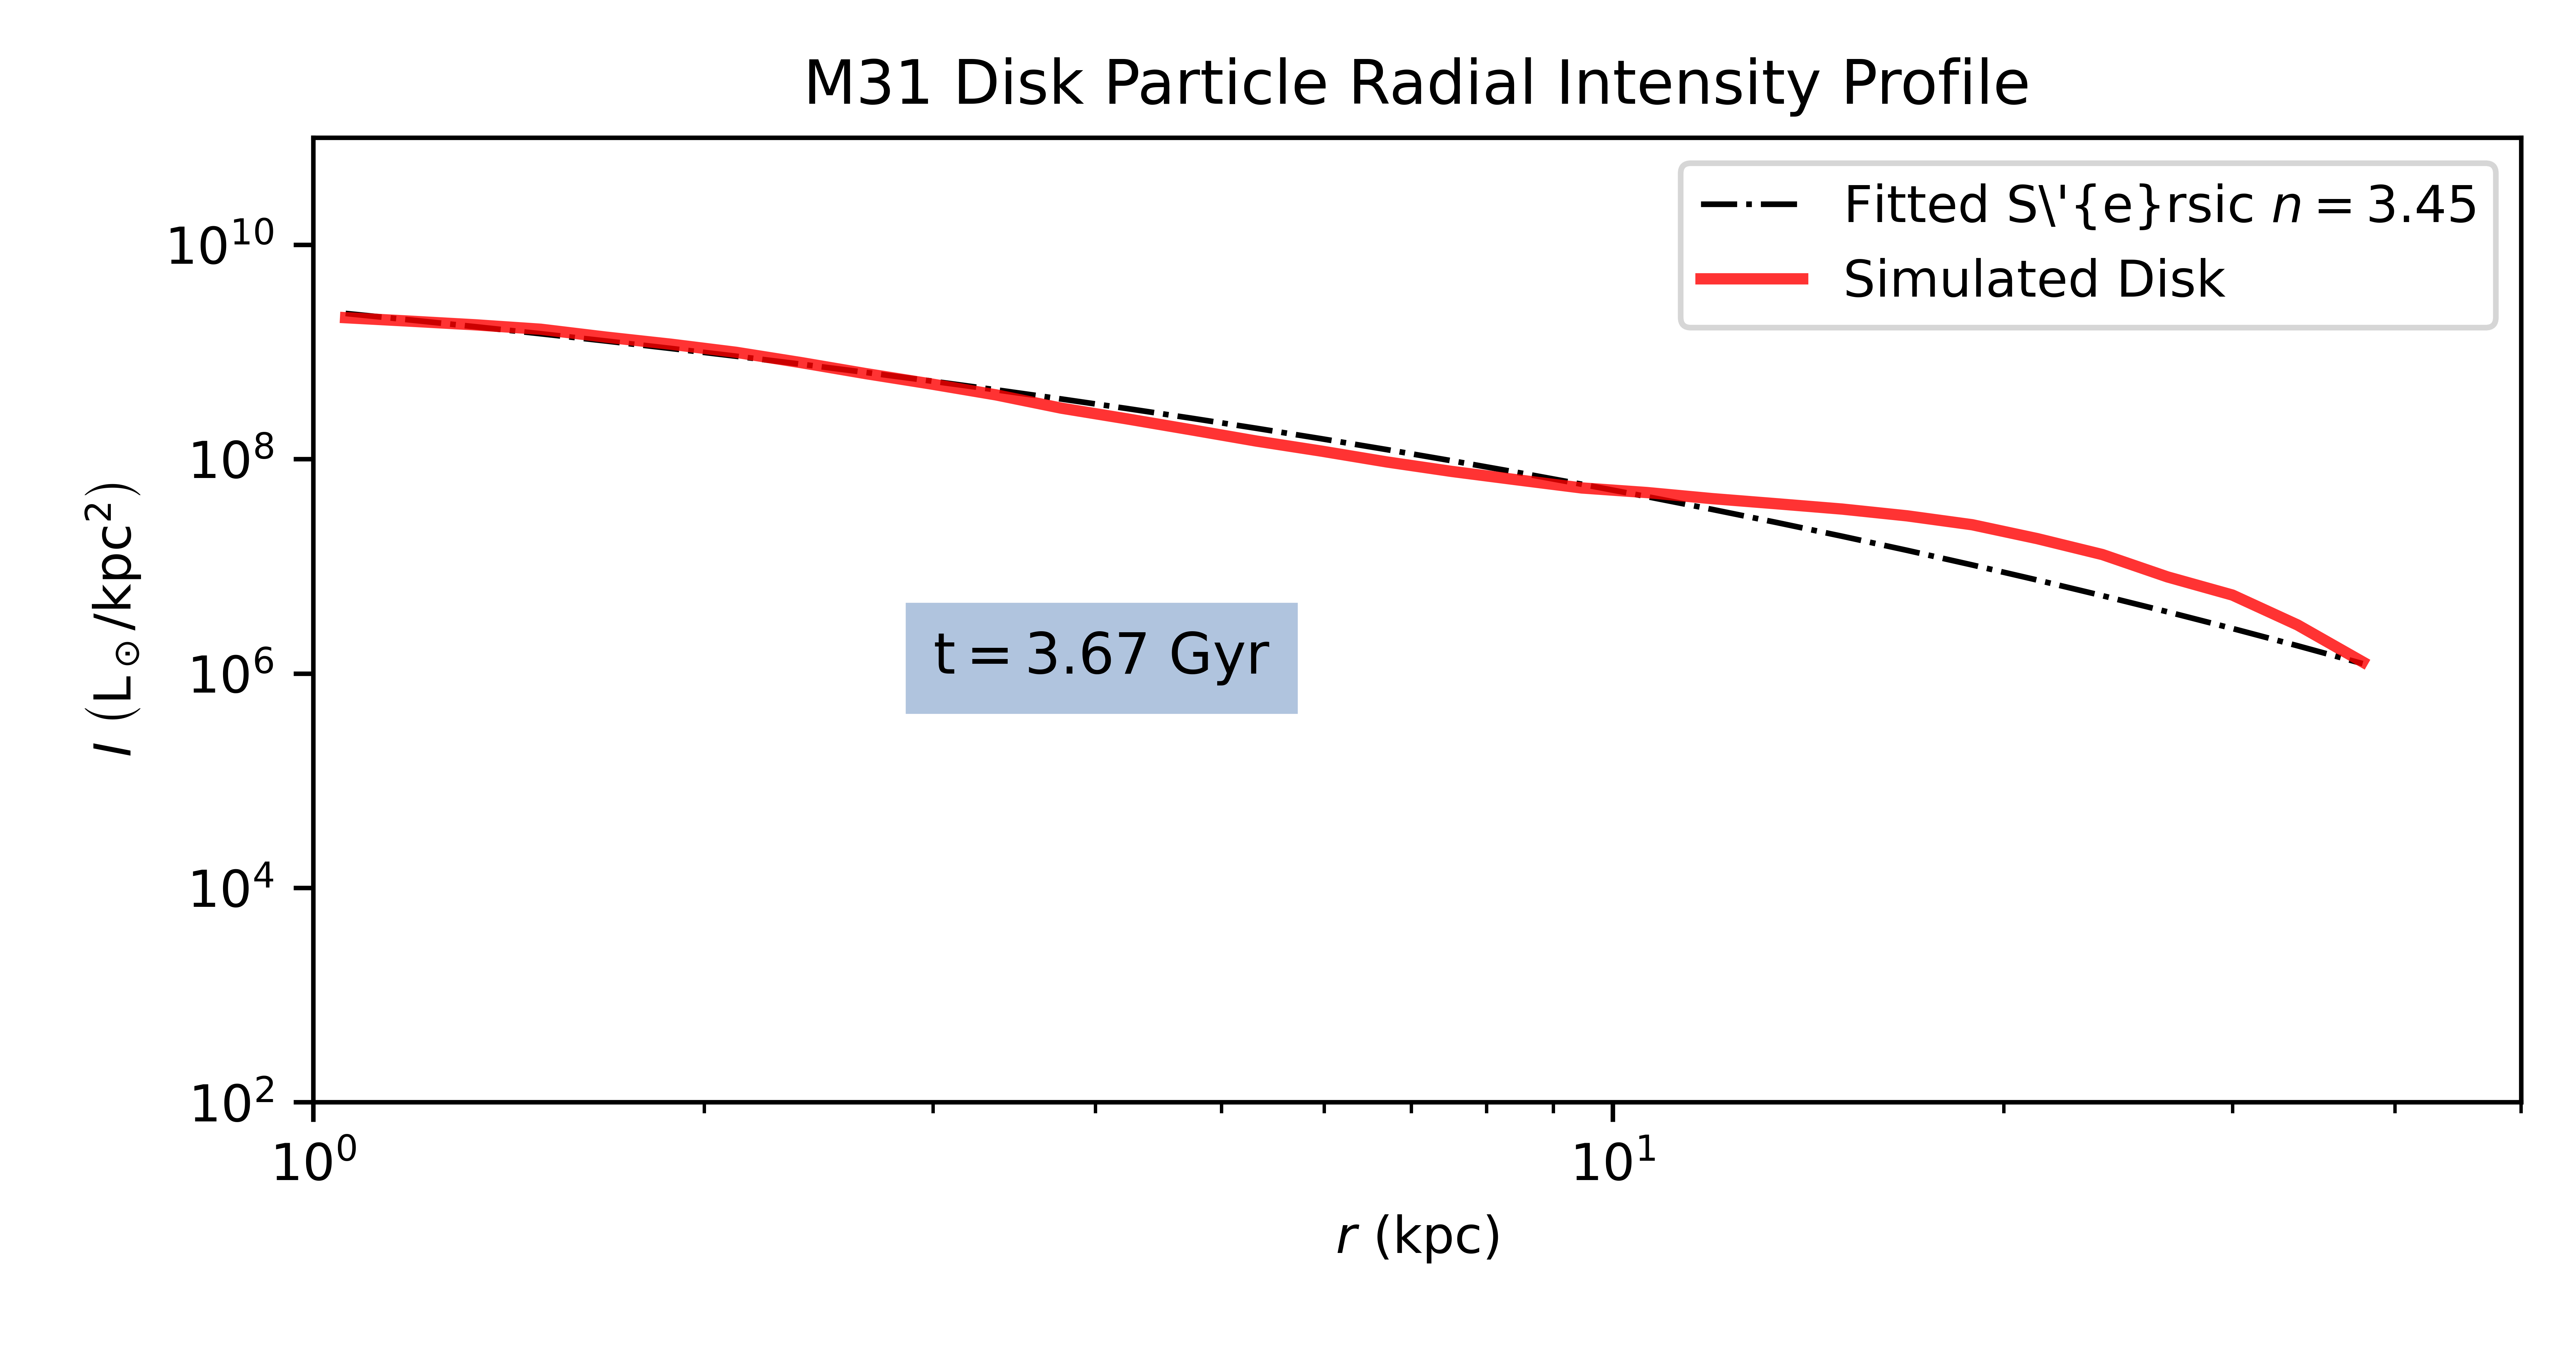 M31 Disk Particle Radial Intensity Profile
Fitted S\'{e}rsic n = 3.45
Simulated Disk
10¹⁰
10⁸
10⁶
10⁴
10²
I (L☉/kpc²)
t = 3.67 Gyr
10⁰
10¹
r (kpc)